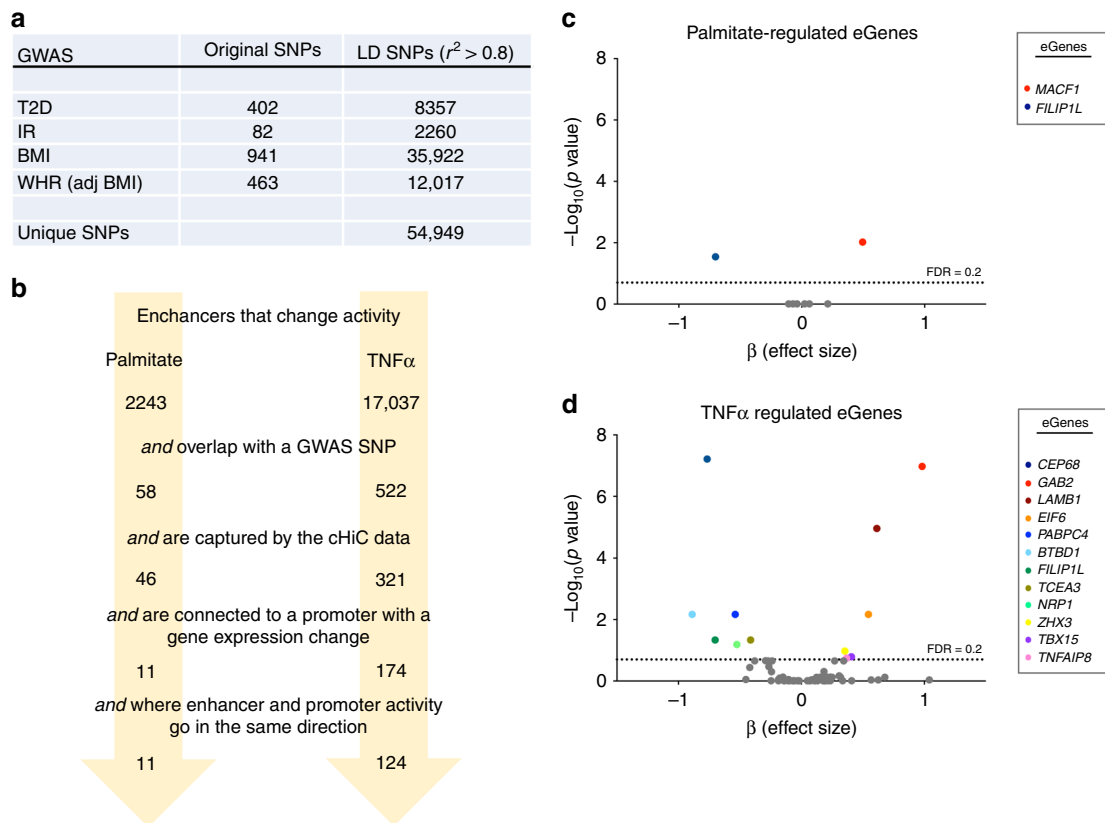 a
GWAS Original SNPs LD SNPs (r² > 0.8)
T2D 402 8357
IR 82 2260
BMI 941 35,922
WHR (adj BMI) 463 12,017
Unique SNPs 54,949
b
Enchancers that change activity
Palmitate TNFα
2243 17,037
and overlap with a GWAS SNP
58 522
and are captured by the cHiC data
46 321
and are connected to a promoter with a
gene expression change
11 174
and where enhancer and promoter activity
go in the same direction
11 124
c
Palmitate-regulated eGenes
8
6
4
2
0
−Log₁₀(p value)
FDR = 0.2
−1 0 1
β (effect size)
eGenes
MACF1
FILIP1L
d
TNFα regulated eGenes
8
6
4
2
0
−Log₁₀(p value)
FDR = 0.2
−1 0 1
β (effect size)
eGenes
CEP68
GAB2
LAMB1
EIF6
PABPC4
BTBD1
FILIP1L
TCEA3
NRP1
ZHX3
TBX15
TNFAIP8